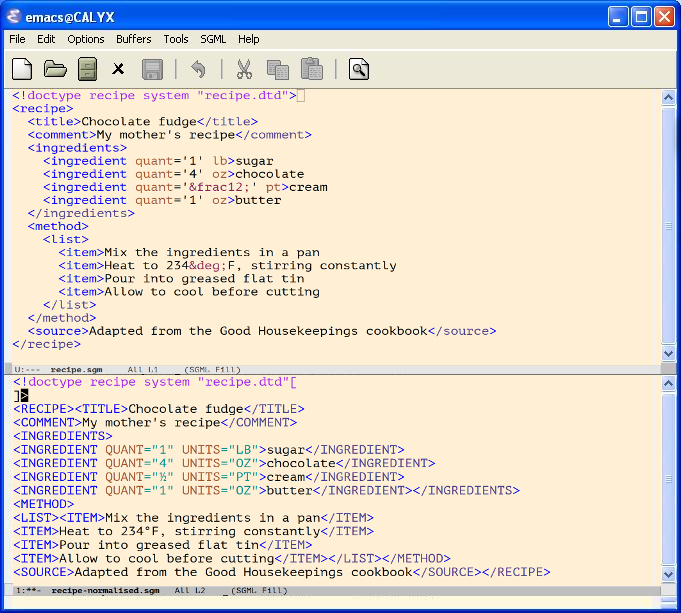 emacs@CALYX
File Edit Options Buffers Tools SGML Help
<!doctype recipe system "recipe.dtd">
<recipe>
  <title>Chocolate fudge</title>
  <comment>My mother's recipe</comment>
  <ingredients>
    <ingredient quant='1' lb>sugar
    <ingredient quant='4' oz>chocolate
    <ingredient quant='&frac12;' pt>cream
    <ingredient quant='1' oz>butter
  </ingredients>
  <method>
    <list>
      <item>Mix the ingredients in a pan
      <item>Heat to 234&deg;F, stirring constantly
      <item>Pour into greased flat tin
      <item>Allow to cool before cutting
    </list>
  </method>
  <source>Adapted from the Good Housekeepings cookbook</source>
</recipe>
U:--- recipe.sgm All L1 (SGML Fill)
<!doctype recipe system "recipe.dtd"[
]>
<RECIPE><TITLE>Chocolate fudge</TITLE>
<COMMENT>My mother's recipe</COMMENT>
<INGREDIENTS>
<INGREDIENT QUANT="1" UNITS="LB">sugar</INGREDIENT>
<INGREDIENT QUANT="4" UNITS="OZ">chocolate</INGREDIENT>
<INGREDIENT QUANT="½" UNITS="PT">cream</INGREDIENT>
<INGREDIENT QUANT="1" UNITS="OZ">butter</INGREDIENT></INGREDIENTS>
<METHOD>
<LIST><ITEM>Mix the ingredients in a pan</ITEM>
<ITEM>Heat to 234°F, stirring constantly</ITEM>
<ITEM>Pour into greased flat tin</ITEM>
<ITEM>Allow to cool before cutting</ITEM></LIST></METHOD>
<SOURCE>Adapted from the Good Housekeepings cookbook</SOURCE></RECIPE>
1:**- recipe-normalised.sgm All L2 (SGML Fill)